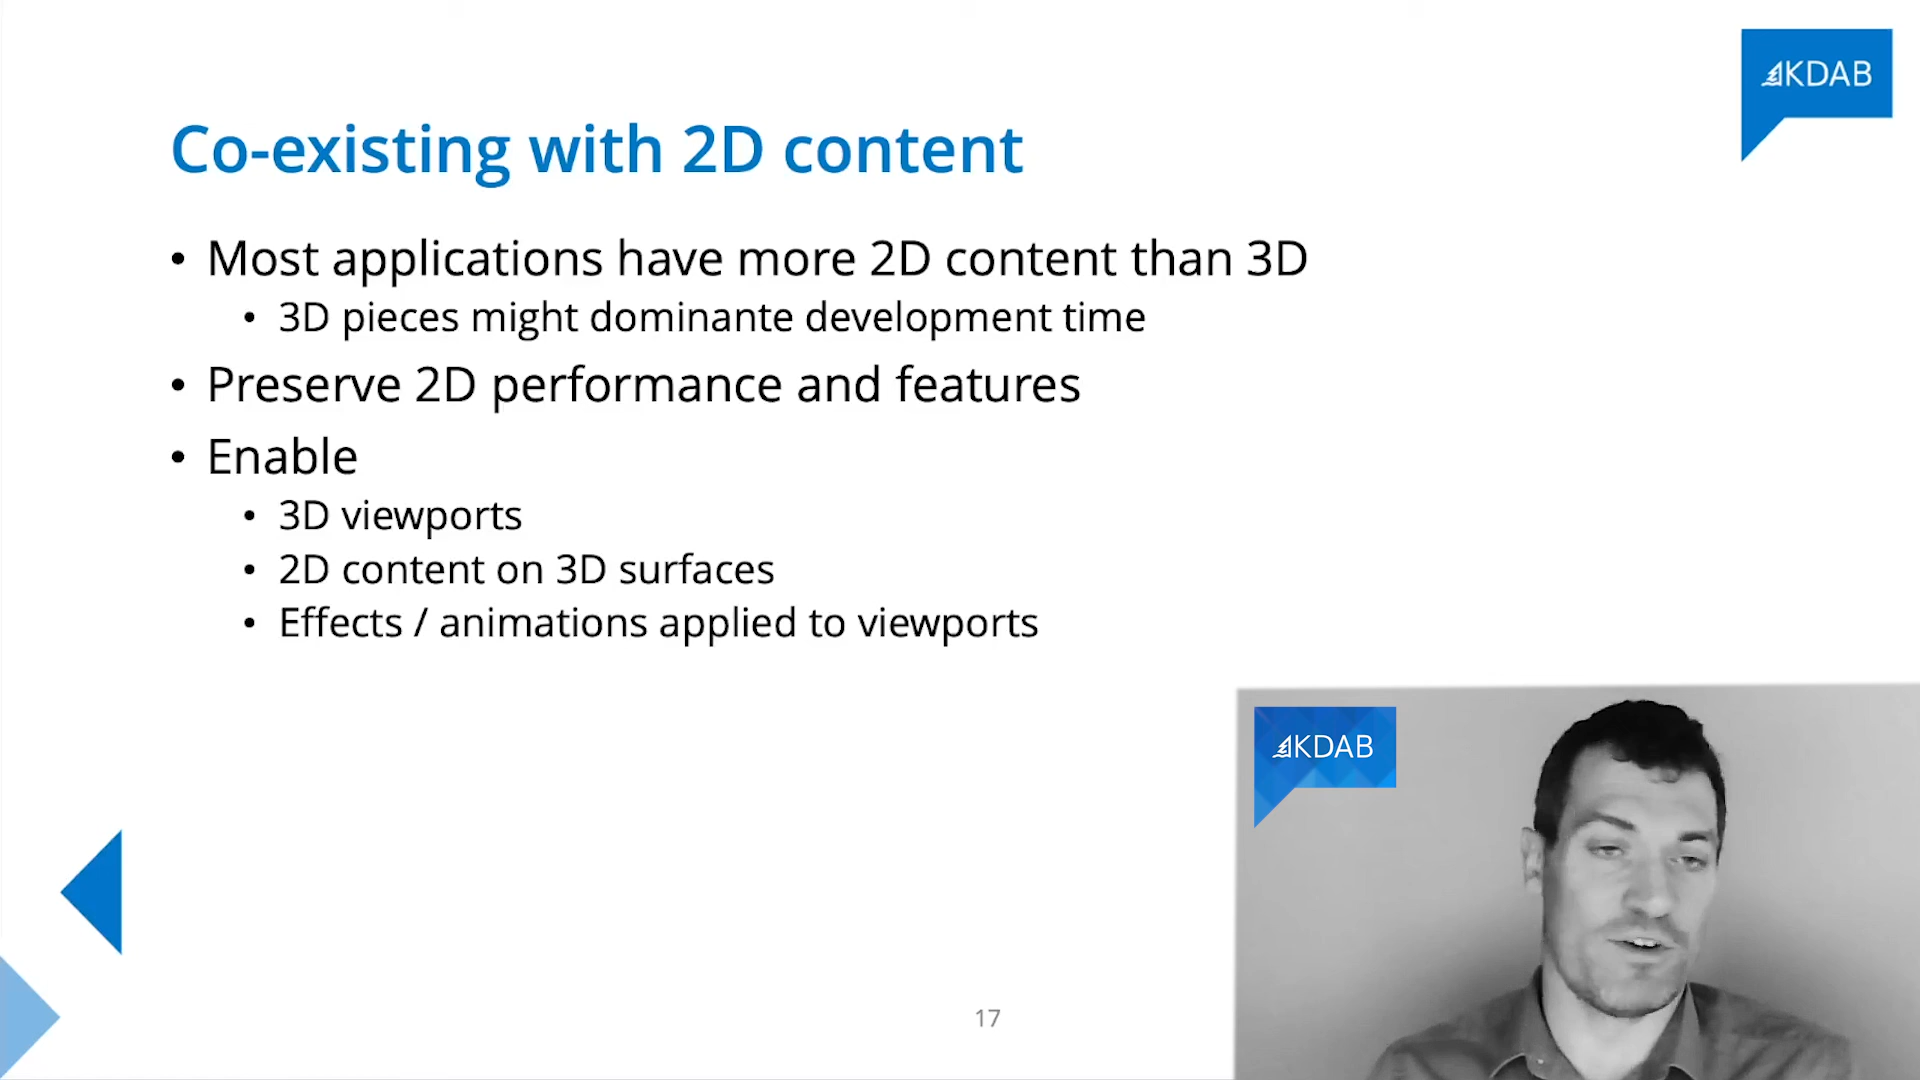 KDAB
Co-existing with 2D content
• Most applications have more 2D content than 3D
• 3D pieces might dominante development time
• Preserve 2D performance and features
• Enable
• 3D viewports
• 2D content on 3D surfaces
• Effects / animations applied to viewports
KDAB
17